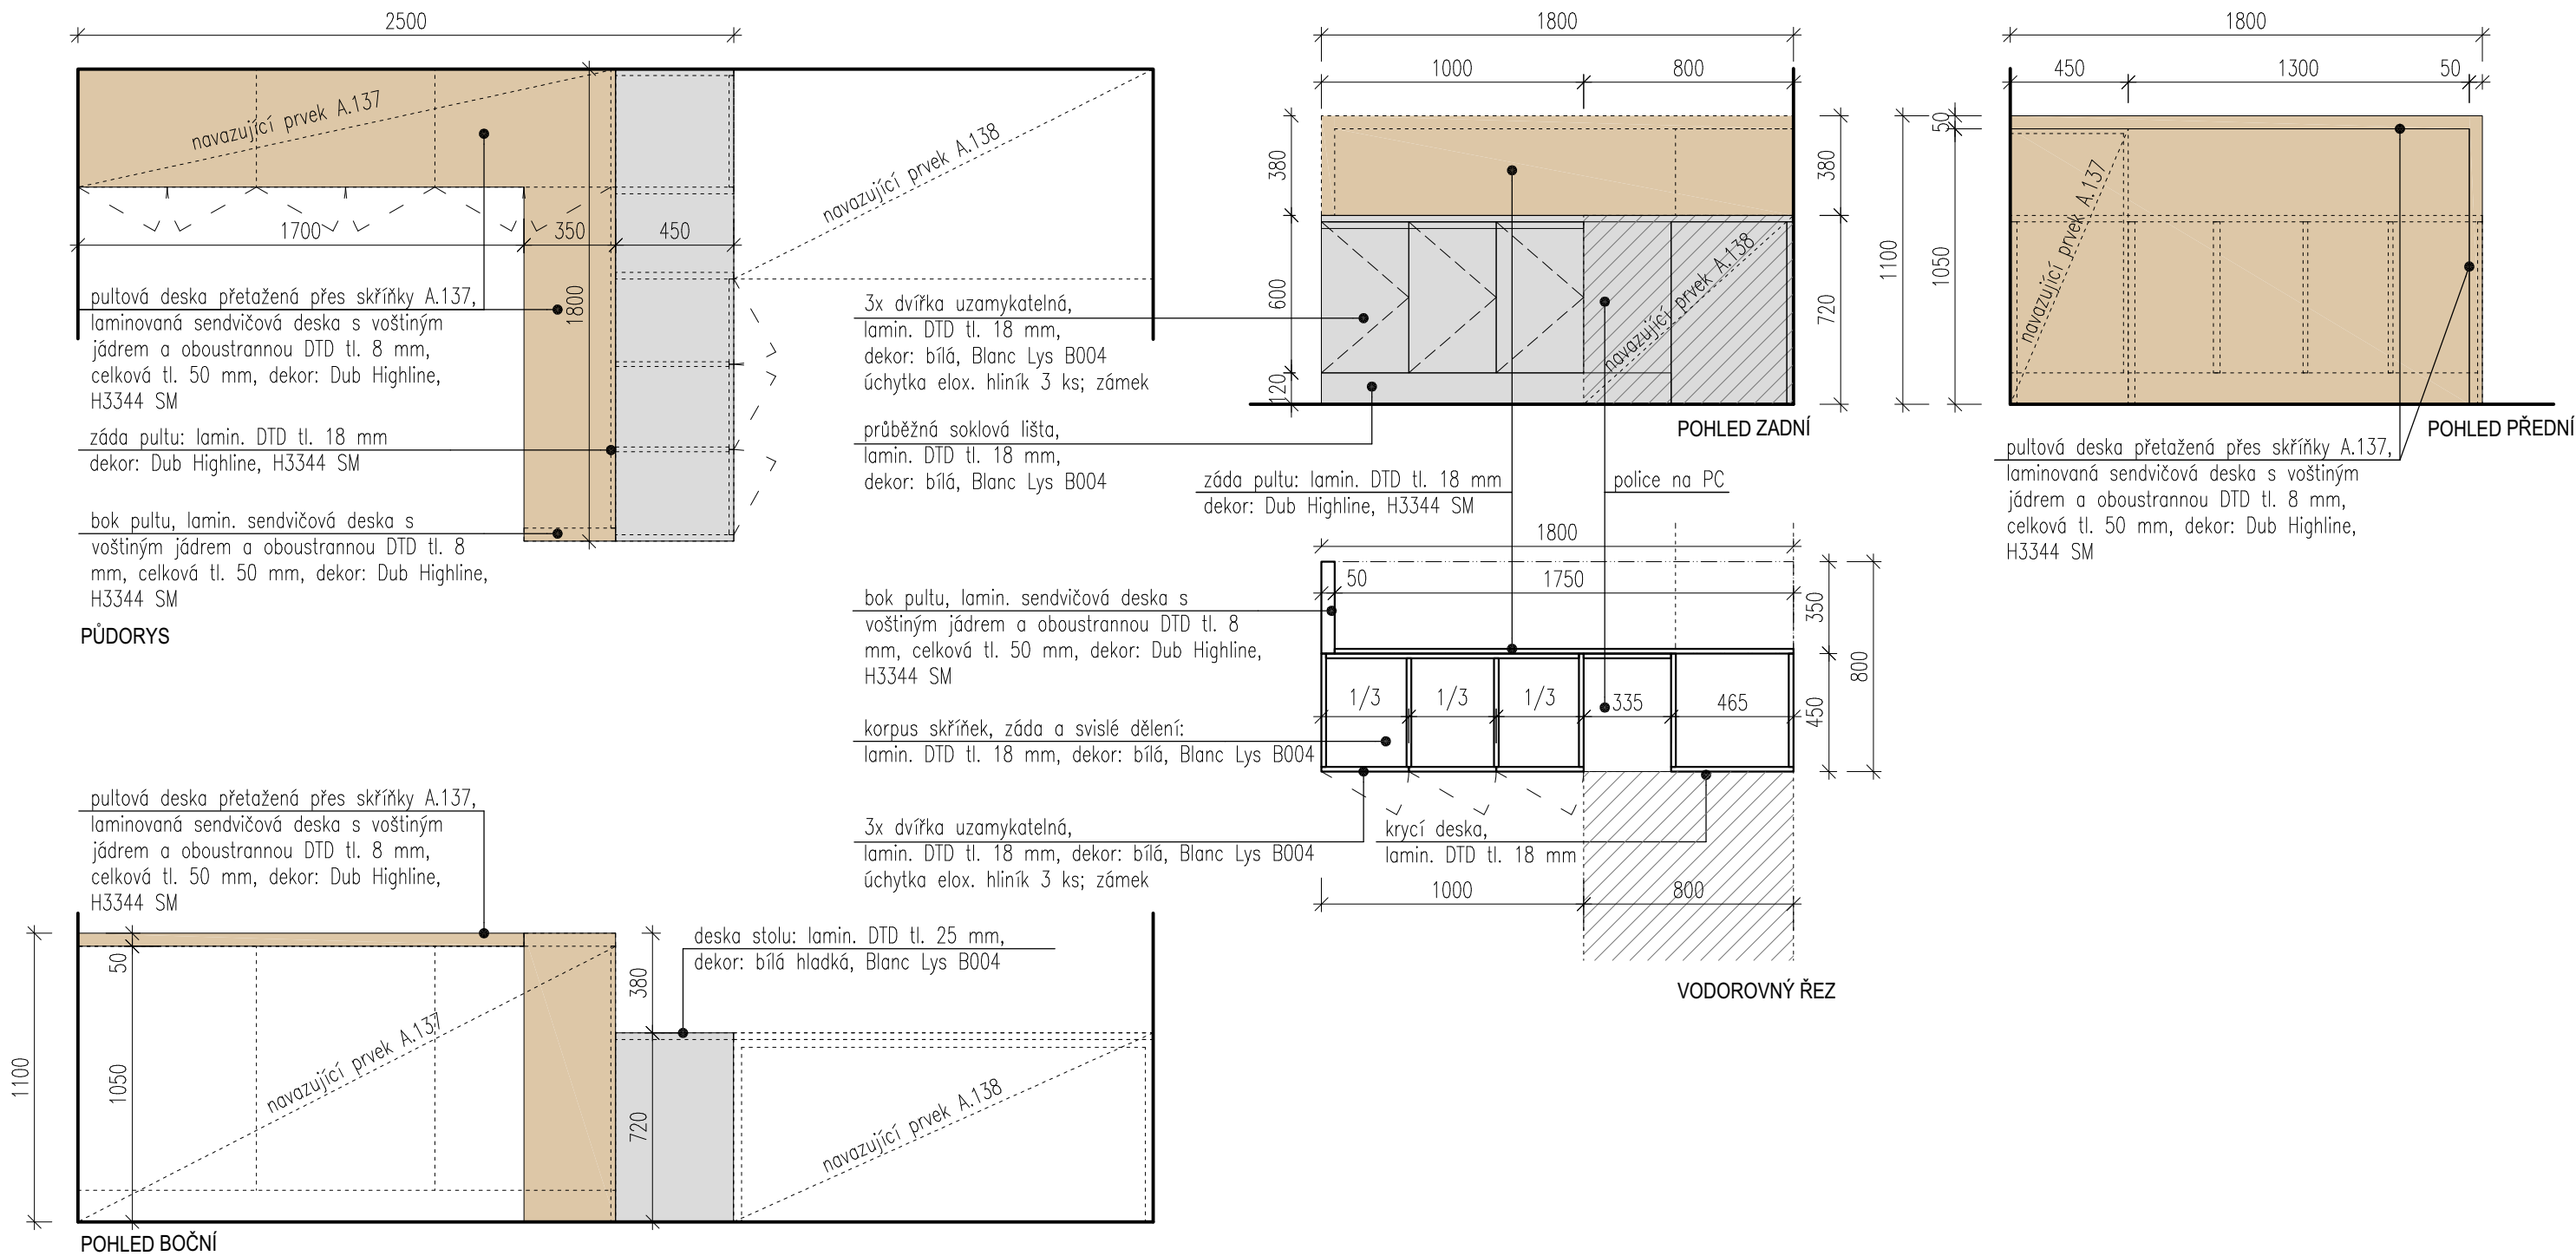 2500
navazující prvek A.137
navazující prvek A.138
1700
350
450
1800
pultová deska přetažená přes skříňky A.137,
laminovaná sendvičová deska s voštiným
jádrem a oboustrannou DTD tl. 8 mm,
celková tl. 50 mm, dekor: Dub Highline,
H3344 SM
záda pultu: lamin. DTD tl. 18 mm
dekor: Dub Highline, H3344 SM
bok pultu, lamin. sendvičová deska s
voštiným jádrem a oboustrannou DTD tl. 8
mm, celková tl. 50 mm, dekor: Dub Highline,
H3344 SM
PŮDORYS
1800
1000
800
380
600
120
380
720
navazující prvek A.138
3x dvířka uzamykatelná,
lamin. DTD tl. 18 mm,
dekor: bílá, Blanc Lys B004
úchytka elox. hliník 3 ks; zámek
průběžná soklová lišta,
lamin. DTD tl. 18 mm,
dekor: bílá, Blanc Lys B004
POHLED ZADNÍ
záda pultu: lamin. DTD tl. 18 mm
dekor: Dub Highline, H3344 SM
police na PC
1800
450
1300
50
50
1100
1050
navazující prvek A.137
POHLED PŘEDNÍ
pultová deska přetažená přes skříňky A.137,
laminovaná sendvičová deska s voštiným
jádrem a oboustrannou DTD tl. 8 mm,
celková tl. 50 mm, dekor: Dub Highline,
H3344 SM
1800
50
1750
350
800
450
1/3
1/3
1/3
335
465
bok pultu, lamin. sendvičová deska s
voštiným jádrem a oboustrannou DTD tl. 8
mm, celková tl. 50 mm, dekor: Dub Highline,
H3344 SM
korpus skříňek, záda a svislé dělení:
lamin. DTD tl. 18 mm, dekor: bílá, Blanc Lys B004
3x dvířka uzamykatelná,
lamin. DTD tl. 18 mm, dekor: bílá, Blanc Lys B004
úchytka elox. hliník 3 ks; zámek
krycí deska,
lamin. DTD tl. 18 mm
1000
800
VODOROVNÝ ŘEZ
pultová deska přetažená přes skříňky A.137,
laminovaná sendvičová deska s voštiným
jádrem a oboustrannou DTD tl. 8 mm,
celková tl. 50 mm, dekor: Dub Highline,
H3344 SM
deska stolu: lamin. DTD tl. 25 mm,
dekor: bílá hladká, Blanc Lys B004
50
1100
1050
380
720
navazující prvek A.137
navazující prvek A.138
POHLED BOČNÍ